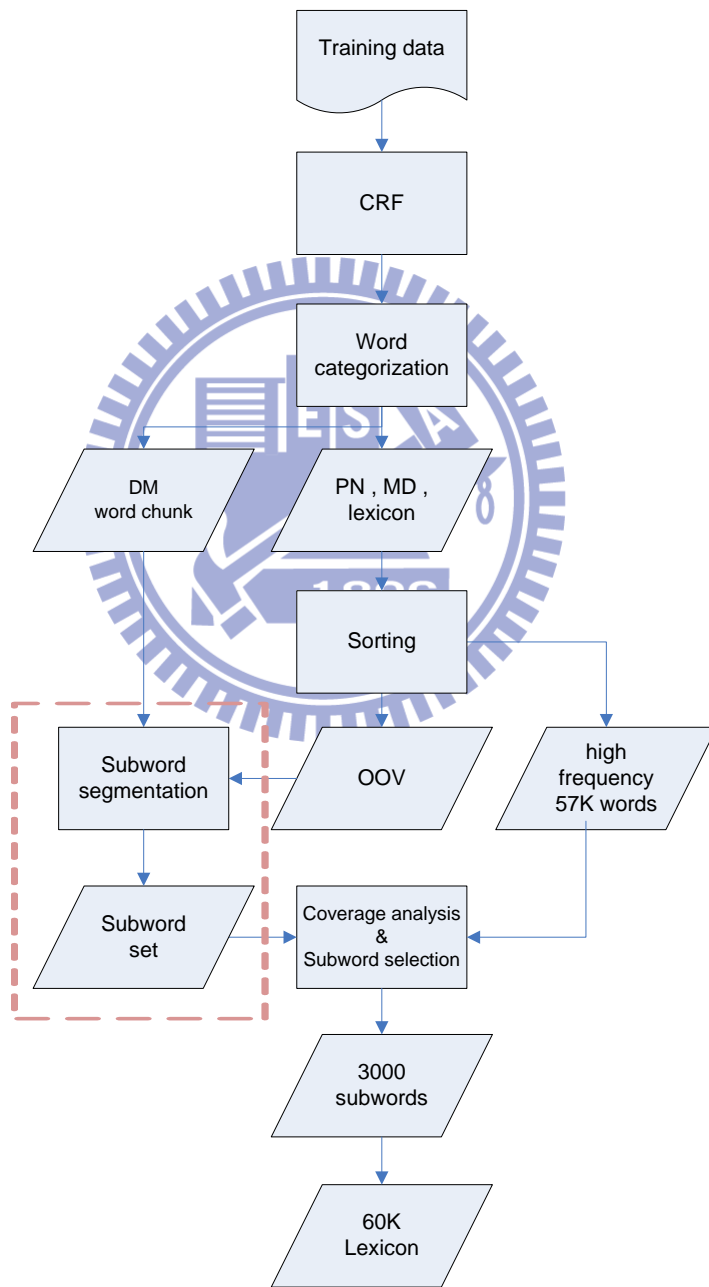 Training data
CRF
Word
categorization
DM
word chunk
PN , MD ,
lexicon
Sorting
Subword
segmentation
OOV
high
frequency
57K words
Subword
set
Coverage analysis
&
Subword selection
3000
subwords
60K
Lexicon
E S A